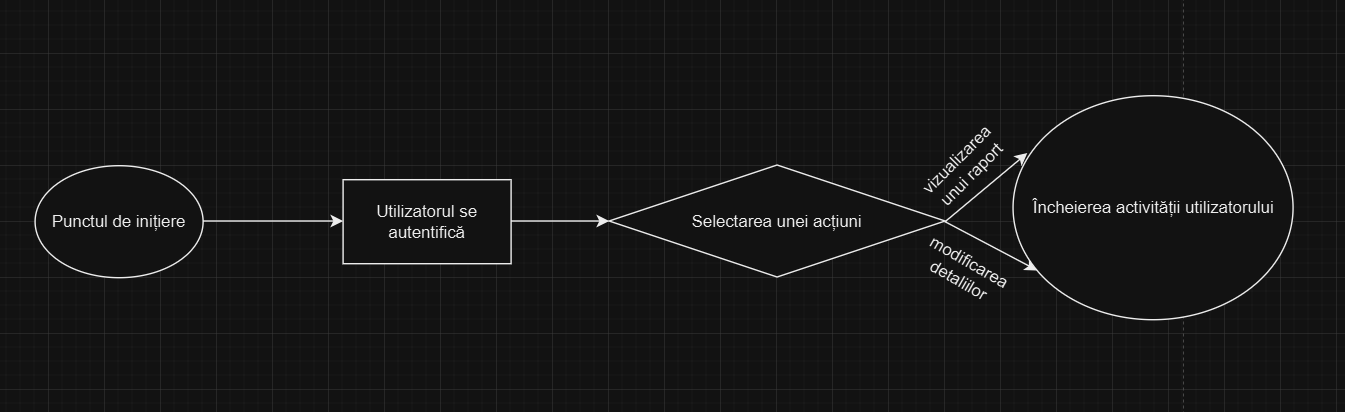 Punctul de inițiere
Utilizatorul se
autentifică
Selectarea unei acțiuni
vizualizarea
unui raport
modificarea
detaliilor
Încheierea activității utilizatorului